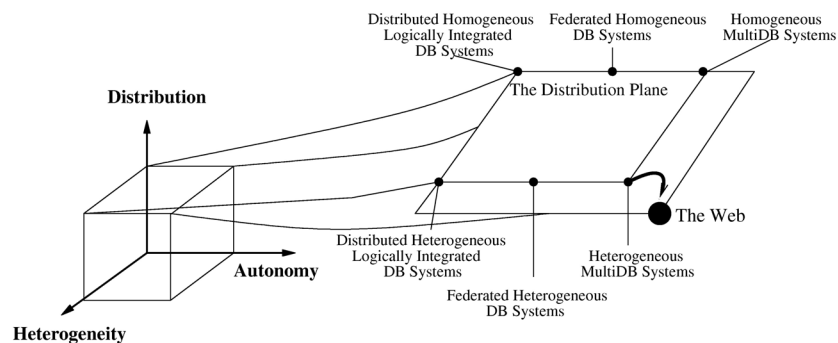 Distributed Homogeneous
Logically Integrated
DB Systems
Federated Homogeneous
DB Systems
Homogeneous
MultiDB Systems
The Distribution Plane
Distribution
Autonomy
Heterogeneity
The Web
Distributed Heterogeneous
Logically Integrated
DB Systems
Heterogeneous
MultiDB Systems
Federated Heterogeneous
DB Systems